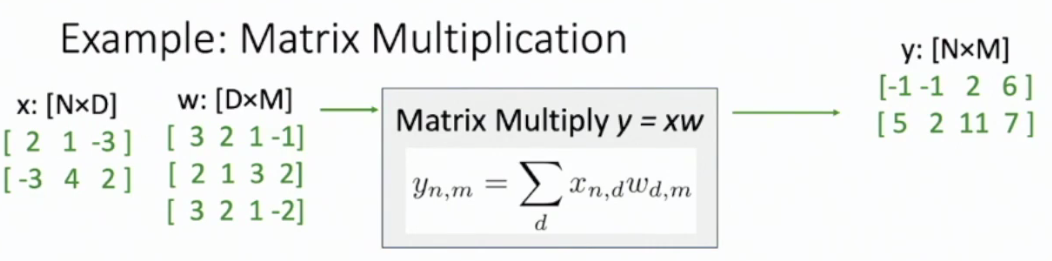 Example: Matrix Multiplication
x: [N×D]
[ 2 1 -3]
[-3 4 2]
w: [D×M]
[ 3 2 1 -1]
[ 2 1 3 2]
[ 3 2 1 -2]
Matrix Multiply y = xw
y_{n,m} = \sum_{d} x_{n,d} w_{d,m}
y: [N×M]
[-1 -1 2 6]
[5 2 11 7]